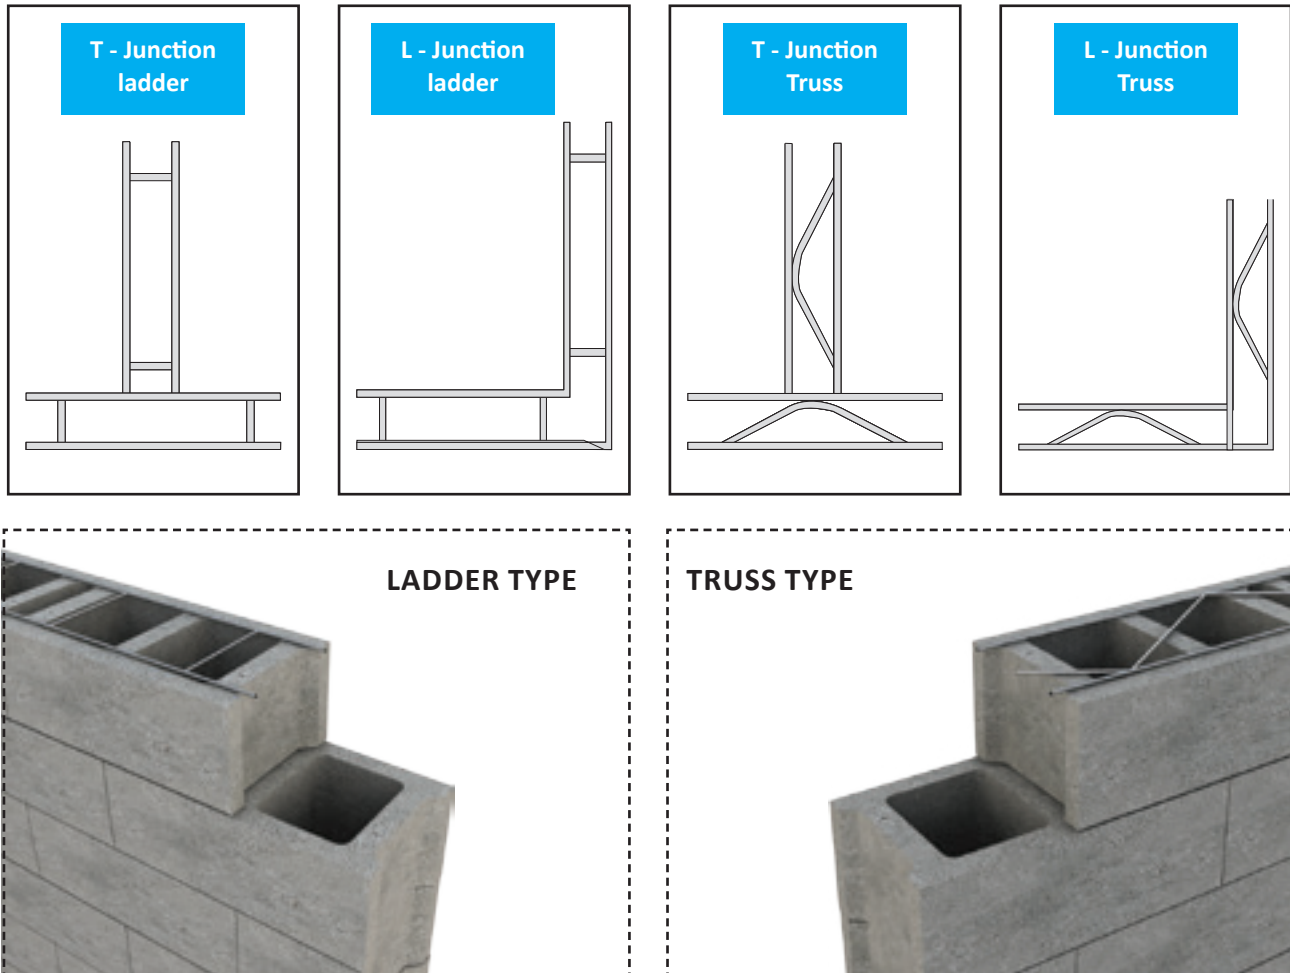 T - Junction
ladder
L - Junction
ladder
T - Junction
Truss
L - Junction
Truss
LADDER TYPE
TRUSS TYPE